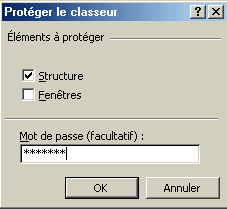 Protéger le classeur
Éléments à protéger
Structure
Fenêtres
Mot de passe (facultatif) :
*******
OK Annuler